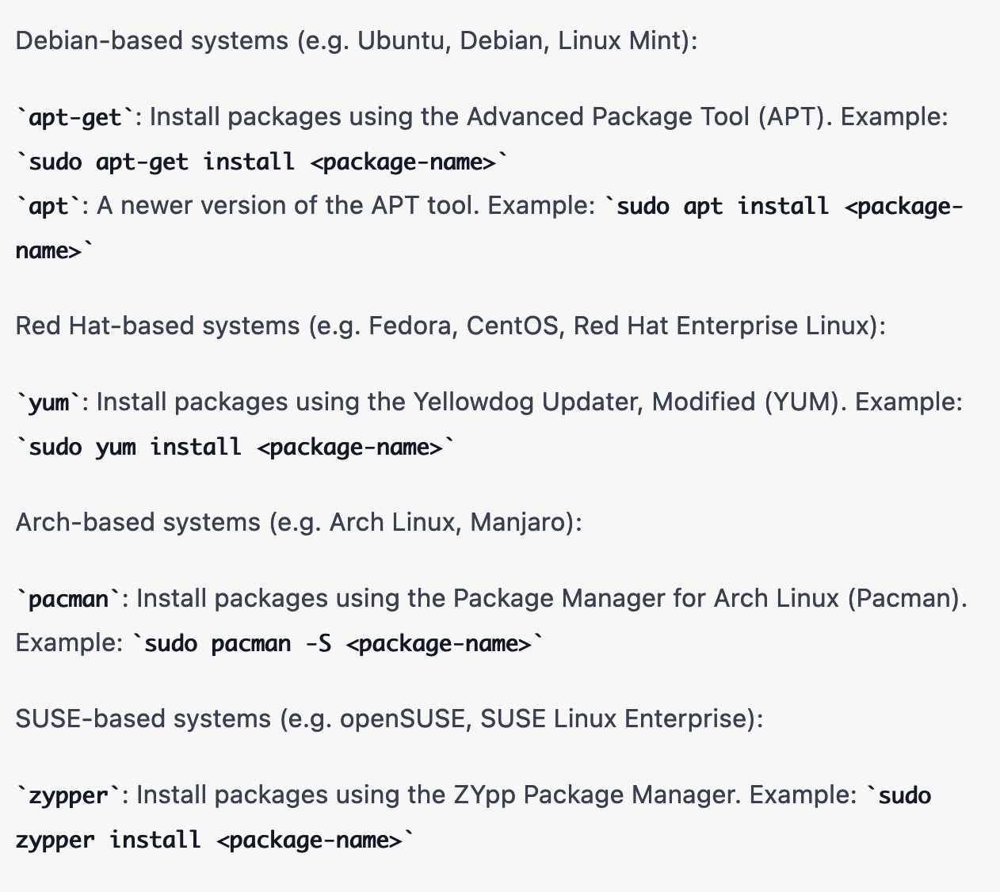 Debian-based systems (e.g. Ubuntu, Debian, Linux Mint):
`apt-get`: Install packages using the Advanced Package Tool (APT). Example:
`sudo apt-get install <package-name>`
`apt`: A newer version of the APT tool. Example: `sudo apt install <package-
name>`
Red Hat-based systems (e.g. Fedora, CentOS, Red Hat Enterprise Linux):
`yum`: Install packages using the Yellowdog Updater, Modified (YUM). Example:
`sudo yum install <package-name>`
Arch-based systems (e.g. Arch Linux, Manjaro):
`pacman`: Install packages using the Package Manager for Arch Linux (Pacman).
Example: `sudo pacman -S <package-name>`
SUSE-based systems (e.g. openSUSE, SUSE Linux Enterprise):
`zypper`: Install packages using the ZYpp Package Manager. Example: `sudo
zypper install <package-name>`